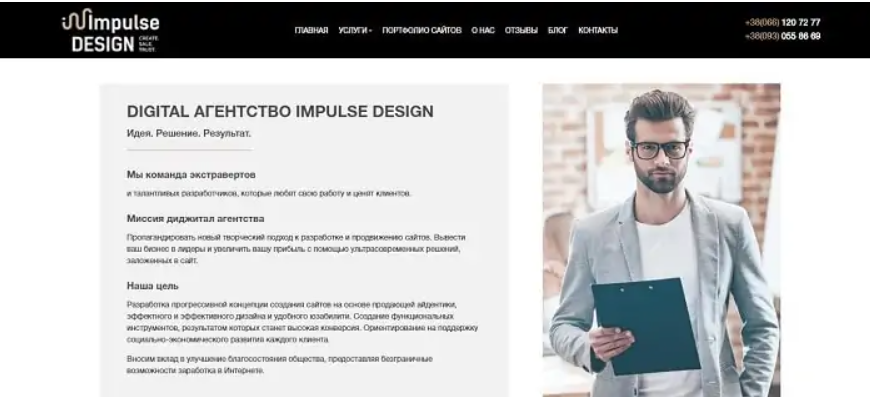 Impulse
DESIGN
CREATE.
SALE.
TRUST.
ГЛАВНАЯ УСЛУГИ ПОРТФОЛИО САЙТОВ О НАС ОТЗЫВЫ БЛОГ КОНТАКТЫ
+38(066) 120 72 77
+38(093) 055 86 69
DIGITAL АГЕНТСТВО IMPULSE DESIGN
Идея. Решение. Результат.
Мы команда экстравертов
и талантливых разработчиков, которые любят свою работу и ценят клиентов.
Миссия диджитал агентства
Пропагандировать новый творческий подход к разработке и продвижению сайтов. Вывести
ваш бизнес в лидеры и увеличить вашу прибыль с помощью ультрасовременных решений,
заложенных в сайт.
Наша цель
Разработка прогрессивной концепции создания сайтов на основе продающей айдентики,
эффектного и эффективного дизайна и удобного юзабилити. Создание функциональных
инструментов, результатом которых станет высокая конверсия. Ориентирование на поддержку
социально-экономического развития каждого клиента.
Вносим вклад в улучшение благосостояния общества, предоставляя безграничные
возможности заработка в Интернете.